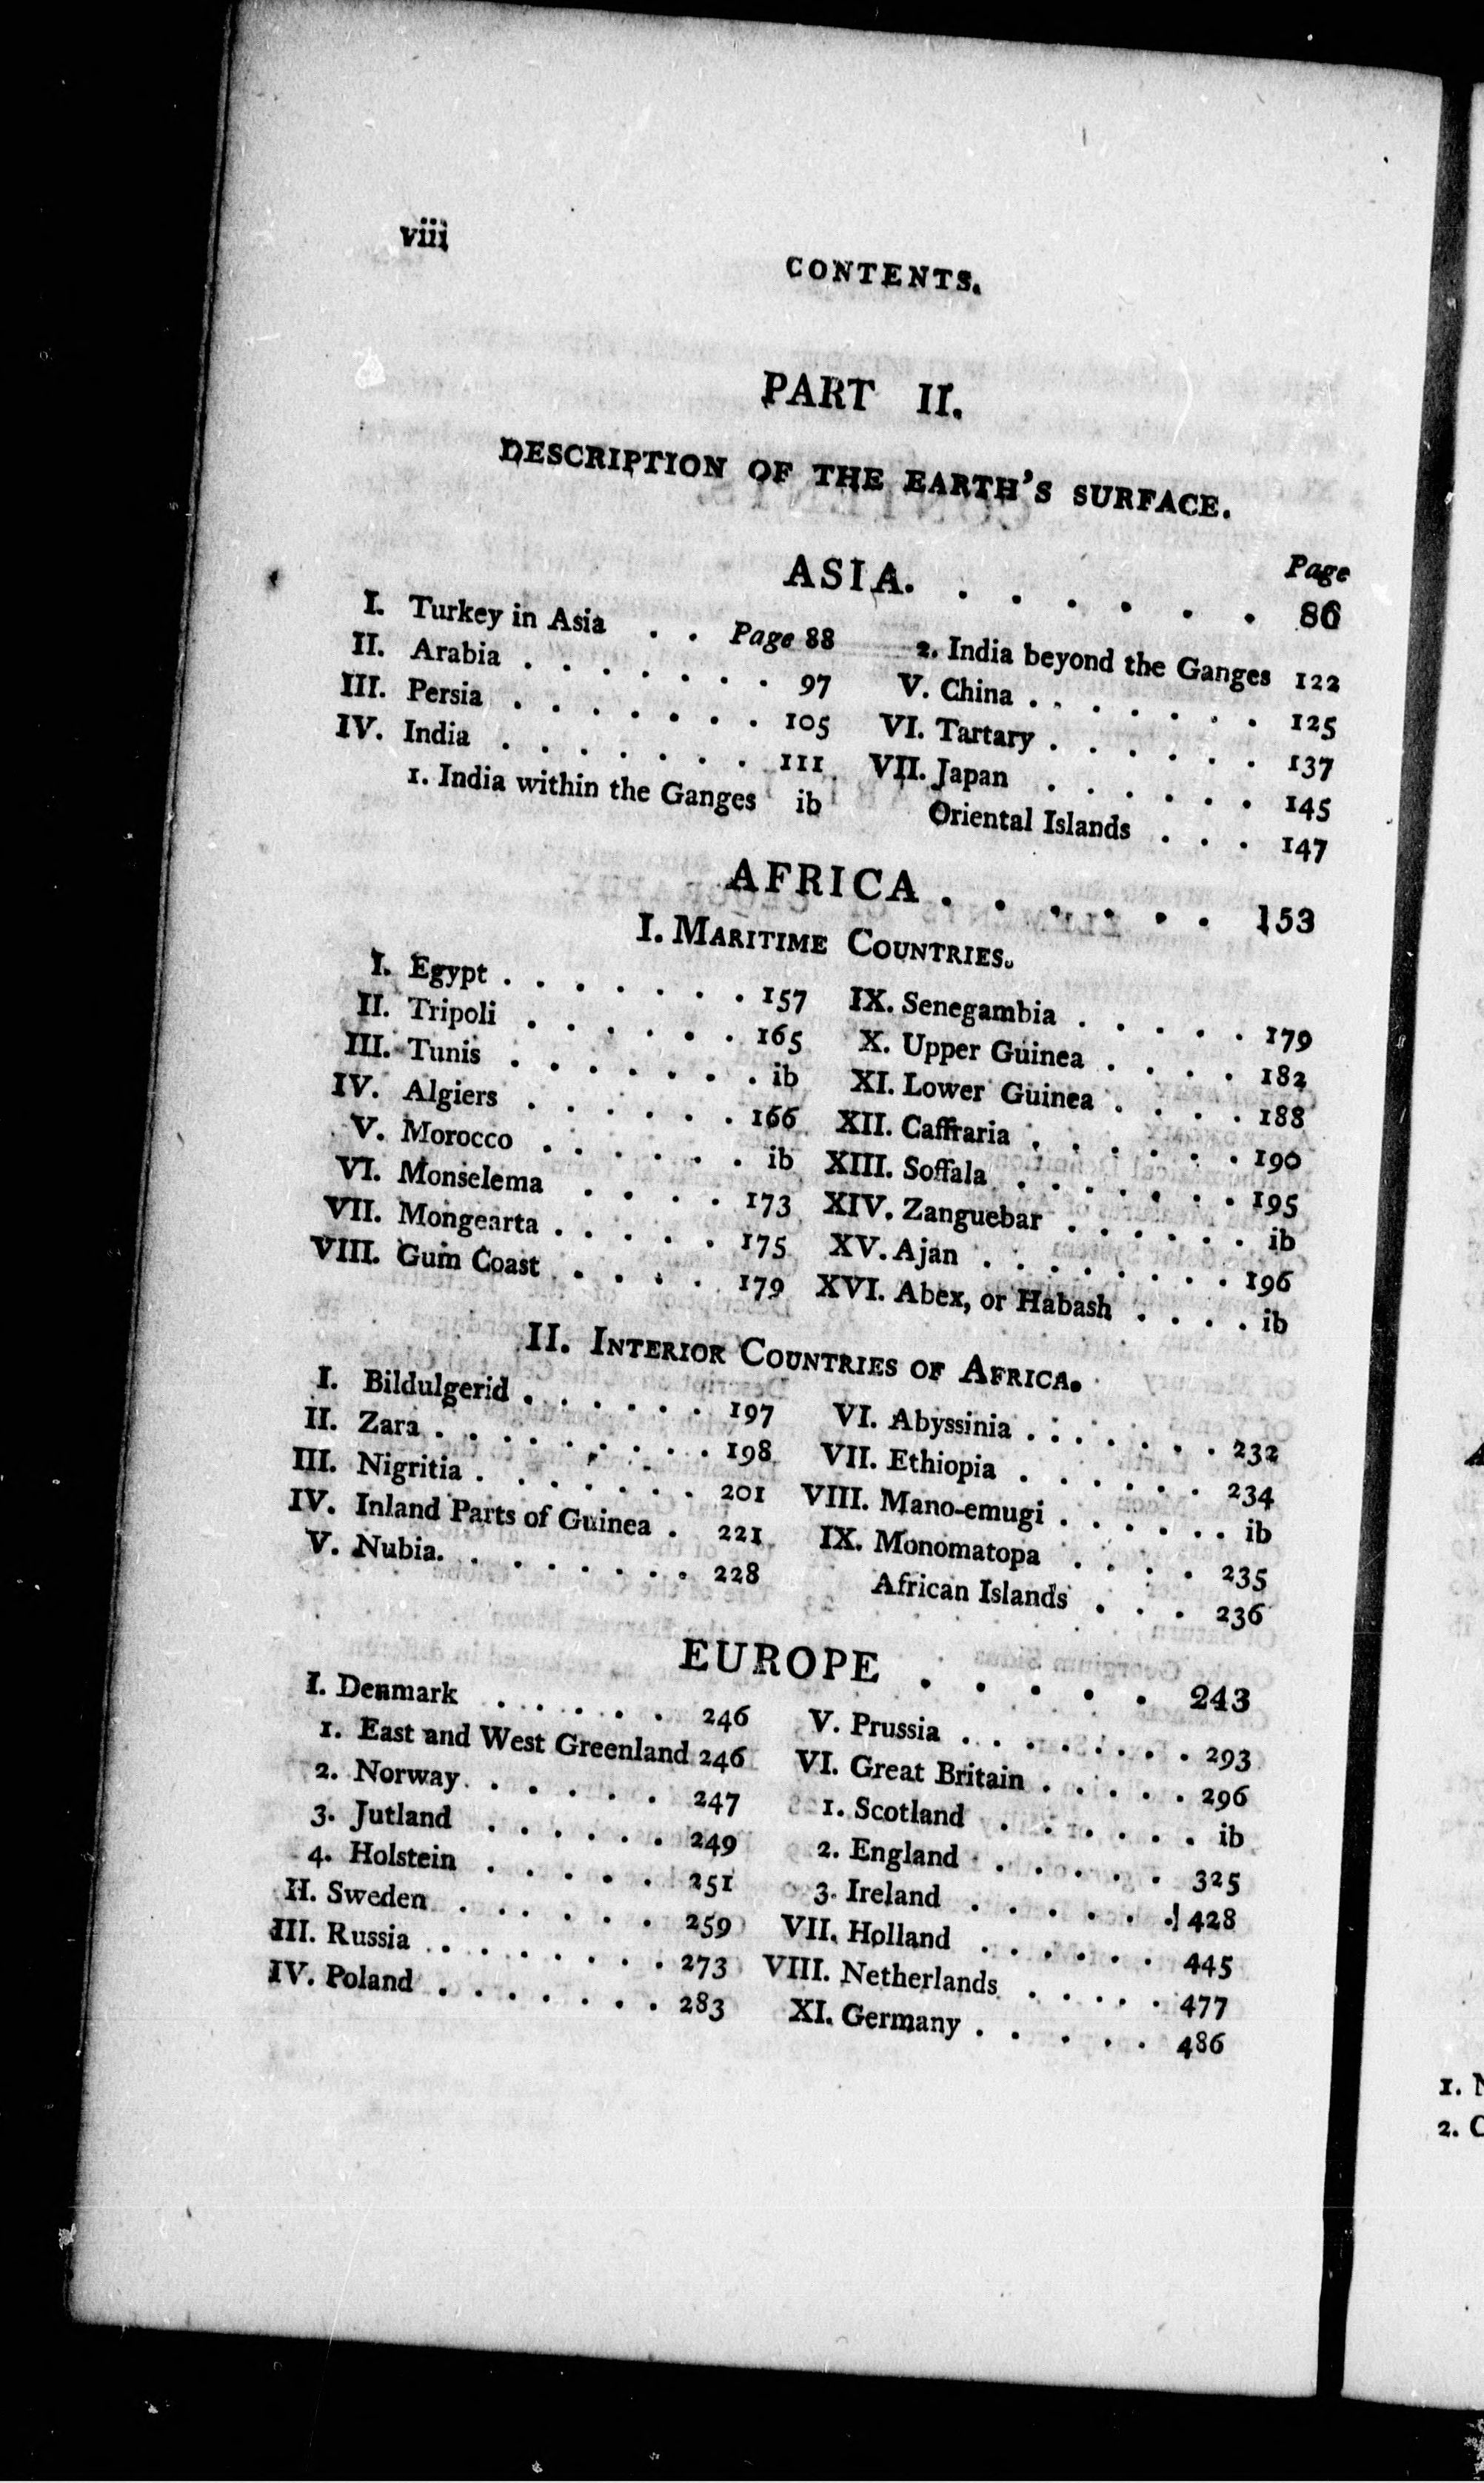 viii
CONTENTS.
PART II.
DESCRIPTION OF THE EARTH'S SURFACE.
Page
ASIA. . . . . . . 86
I. Turkey in Asia . . Page 88
II. Arabia . . . . . . . 97
III. Persia . . . . . . . 105
IV. India . . . . . . . 111
1. India within the Ganges ib
2. India beyond the Ganges 122
V. China . . . . . . . 125
VI. Tartary . . . . . . 137
VII. Japan . . . . . . 145
Oriental Islands . . . 147
AFRICA . . . . . . 153
I. MARITIME COUNTRIES.
I. Egypt . . . . . . . 157
II. Tripoli . . . . . . 165
III. Tunis . . . . . . . ib
IV. Algiers . . . . . . 166
V. Morocco . . . . . . ib
VI. Monselema . . . . 173
VII. Mongearta . . . . . 175
VIII. Gum Coast . . . . 179
IX. Senegambia . . . . . 179
X. Upper Guinea . . . . 182
XI. Lower Guinea . . . . 188
XII. Caffraria . . . . . . 190
XIII. Soffala . . . . . . . 195
XIV. Zanguebar . . . . . . ib
XV. Ajan . . . . . . . . 196
XVI. Abex, or Habash . . . . ib
II. INTERIOR COUNTRIES OF AFRICA.
I. Bildulgerid . . . . . . 197
II. Zara . . . . . . . . 198
III. Nigritia . . . . . . . 201
IV. Inland Parts of Guinea . 221
V. Nubia. . . . . . . . 228
VI. Abyssinia . . . . . . . 232
VII. Ethiopia . . . . . . 234
VIII. Mano-emugi . . . . . . ib
IX. Monomatopa . . . . 235
African Islands . . . 236
EUROPE . . . . . 243
I. Denmark . . . . . . 246
1. East and West Greenland 246
2. Norway . . . . . 247
3. Jutland . . . . . . 249
4. Holstein . . . . . 251
II. Sweden . . . . . . 259
III. Russia . . . . . . . 273
IV. Poland . . . . . . . 283
V. Prussia . . . . . . . 293
VI. Great Britain . . . . . 296
1. Scotland . . . . . . ib
2. England . . . . . 325
3. Ireland . . . . . . 428
VII. Holland . . . . . . 445
VIII. Netherlands . . . . . 477
XI. Germany . . . . . 486
1.
2.